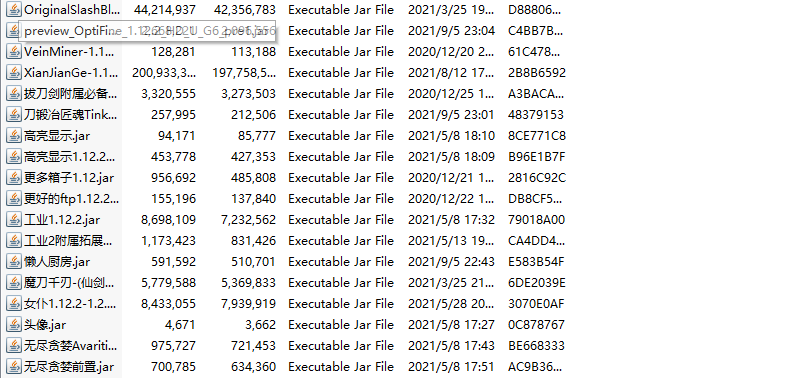 OriginalSlashBl... 44,214,937 42,356,783 Executable Jar File 2021/3/25 19... D88806...
preview_OptiFine_1.12.2_HD_U_G6_pre1.jar Executable Jar File 2021/9/5 23:04 C4BB7B...
VeinMiner-1.1... 128,281 113,188 Executable Jar File 2020/12/20 2... 61C478...
XianJianGe-1.1... 200,933,3... 197,758,5... Executable Jar File 2021/8/12 17... 2B8B6592
拔刀剑附属必备... 3,320,555 3,273,503 Executable Jar File 2020/12/25 1... A3BACA...
刀锻冶匠魂Tink... 257,995 212,506 Executable Jar File 2021/9/5 23:01 48379153
高亮显示.jar 94,171 85,777 Executable Jar File 2021/5/8 18:10 8CE771C8
高亮显示1.12.2... 453,778 427,353 Executable Jar File 2021/5/8 18:09 B96E1B7F
更多箱子1.12.jar 956,692 485,808 Executable Jar File 2020/12/21 1... 2816C92C
更好的ftp1.12.2... 155,196 137,840 Executable Jar File 2020/12/22 1... DB8CF5...
工业1.12.2.jar 8,698,109 7,232,562 Executable Jar File 2021/5/8 17:32 79018A00
工业2附属拓展... 1,173,423 831,426 Executable Jar File 2021/5/13 19... CA4DD4...
懒人厨房.jar 591,592 510,701 Executable Jar File 2021/9/5 22:43 E583B54F
魔刀千刃-(仙剑... 5,779,588 5,369,833 Executable Jar File 2021/3/25 21... 6DE2039E
女仆1.12.2-1.2.... 8,433,055 7,939,919 Executable Jar File 2021/5/28 20... 3070E0AF
头像.jar 4,671 3,662 Executable Jar File 2021/5/8 17:27 0C878767
无尽贪婪Avariti... 975,727 721,453 Executable Jar File 2021/5/8 17:43 BE668333
无尽贪婪前置.jar 700,785 634,360 Executable Jar File 2021/5/8 17:51 AC9B36...